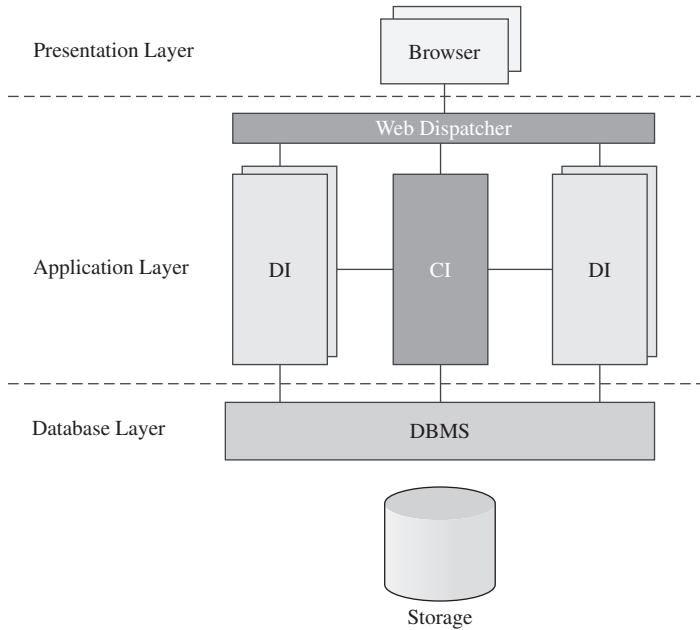 Presentation Layer
Browser
Web Dispatcher
Application Layer
DI
CI
DI
Database Layer
DBMS
Storage